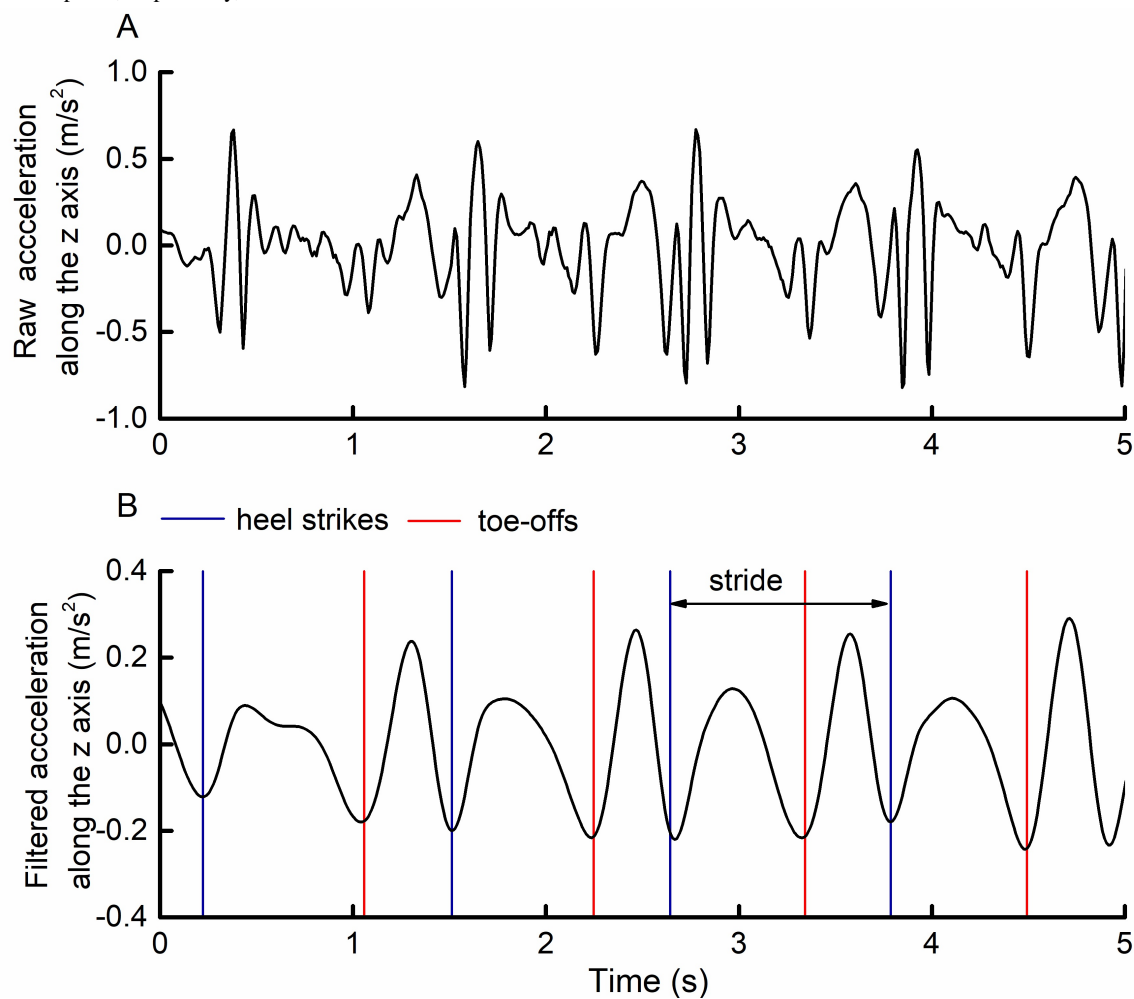 A
1.0
0.5
0.0
-0.5
-1.0
Raw accceleration
along the z axis (m/s²)
0 1 2 3 4 5
B
heel strikes toe-offs
stride
0.4
0.2
0.0
-0.2
-0.4
Filtered accceleration
along the z axis (m/s²)
0 1 2 3 4 5
Time (s)